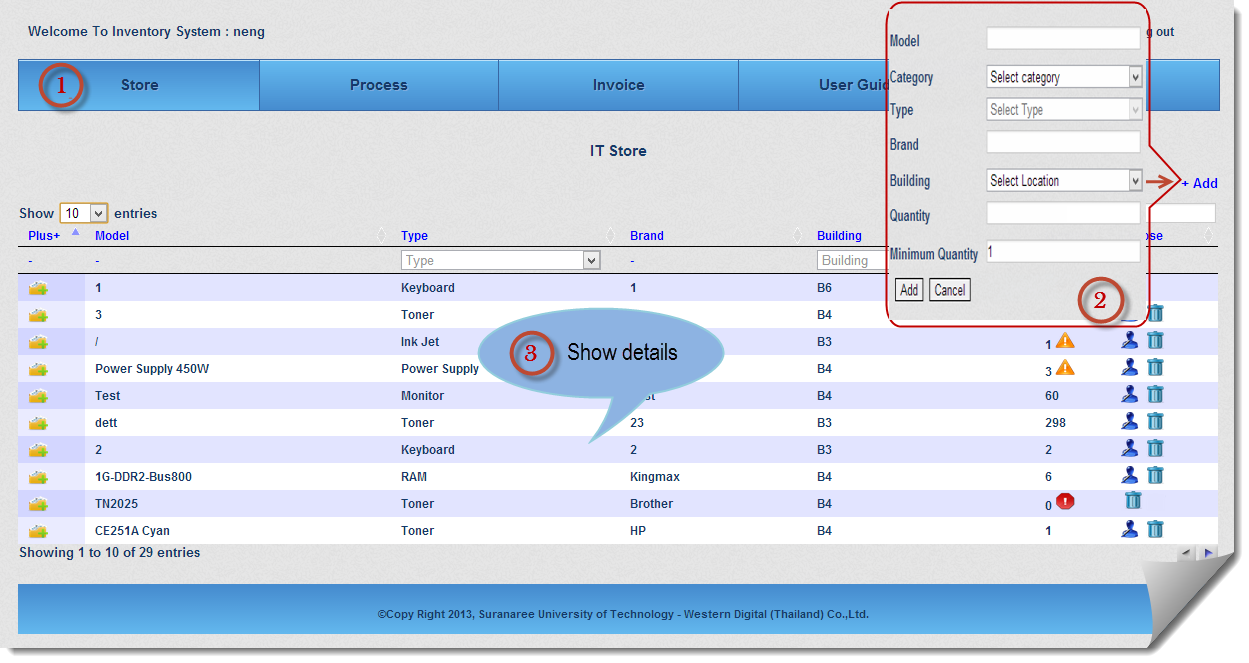 Welcome To Inventory System : neng
g out
1 Store Process Invoice User Guid
Model
Category Select category
Type Select Type
Brand
Building Select Location
Quantity
Minimum Quantity 1
Add Cancel
2
IT Store
+ Add
Show 10 entries
Plus+ Model Type Brand Building ose
- - Type - Building
1 Keyboard 1 B6
3 Toner B4
/ Ink Jet B3 1
Power Supply 450W Power Supply B4 3
3 Show details
Test Monitor st B4 60
dett Toner 23 B3 298
2 Keyboard 2 B3 2
1G-DDR2-Bus800 RAM Kingmax B4 6
TN2025 Toner Brother B4 0
CE251A Cyan Toner HP B4 1
Showing 1 to 10 of 29 entries
©Copy Right 2013, Suranaree University of Technology - Western Digital (Thailand) Co.,Ltd.